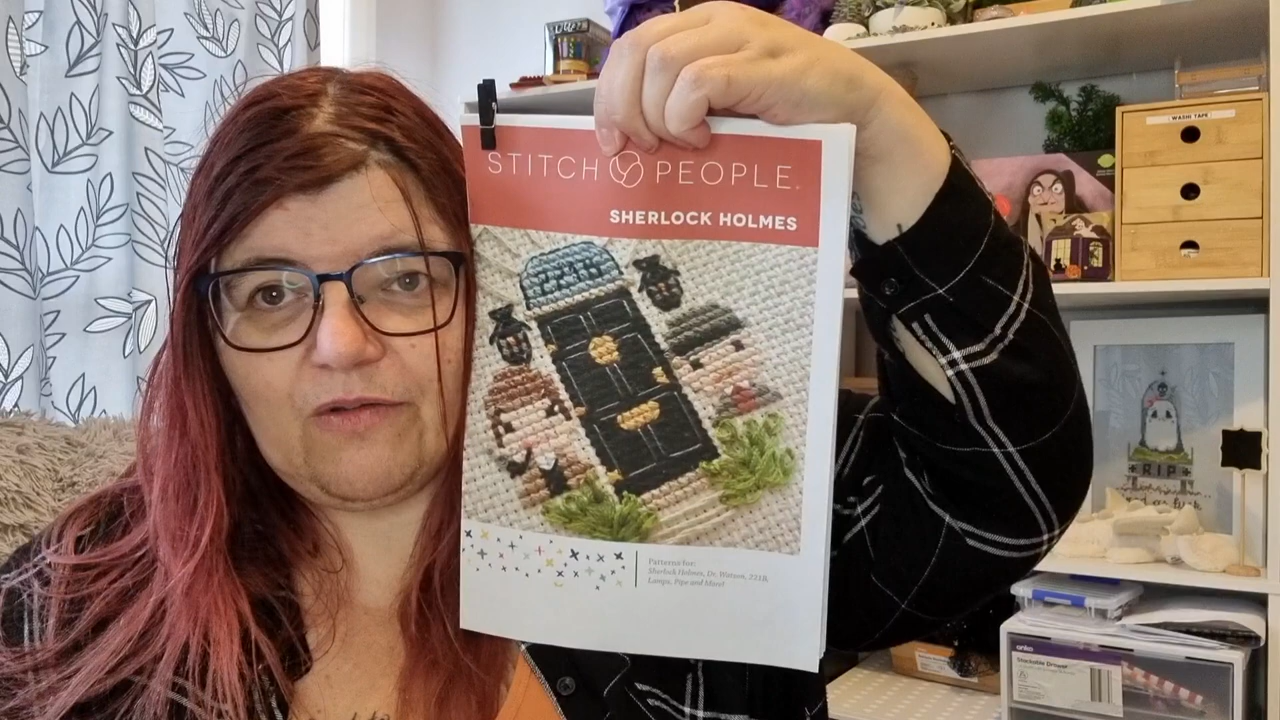 STITCH PEOPLE
SHERLOCK HOLMES
Patterns for:
Sherlock Holmes, Dr. Watson, 221B,
Lamps, Pipe and More!
WASHI TAPE
RIP
anko
Stackable Drawer